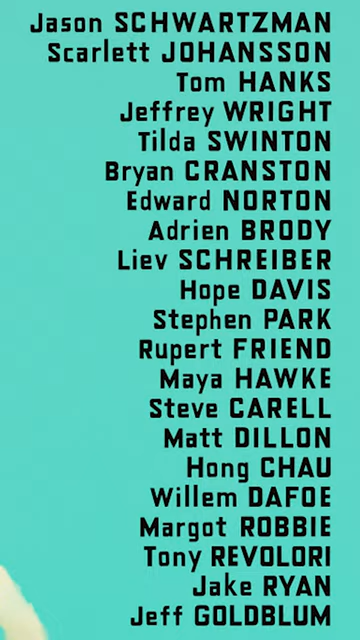 Jason SCHWARTZMAN
Scarlett JOHANSSON
Tom HANKS
Jeffrey WRIGHT
Tilda SWINTON
Bryan CRANSTON
Edward NORTON
Adrien BRODY
Liev SCHREIBER
Hope DAVIS
Stephen PARK
Rupert FRIEND
Maya HAWKE
Steve CARELL
Matt DILLON
Hong CHAU
Willem DAFOE
Margot ROBBIE
Tony REVOLORI
Jake RYAN
Jeff GOLDBLUM